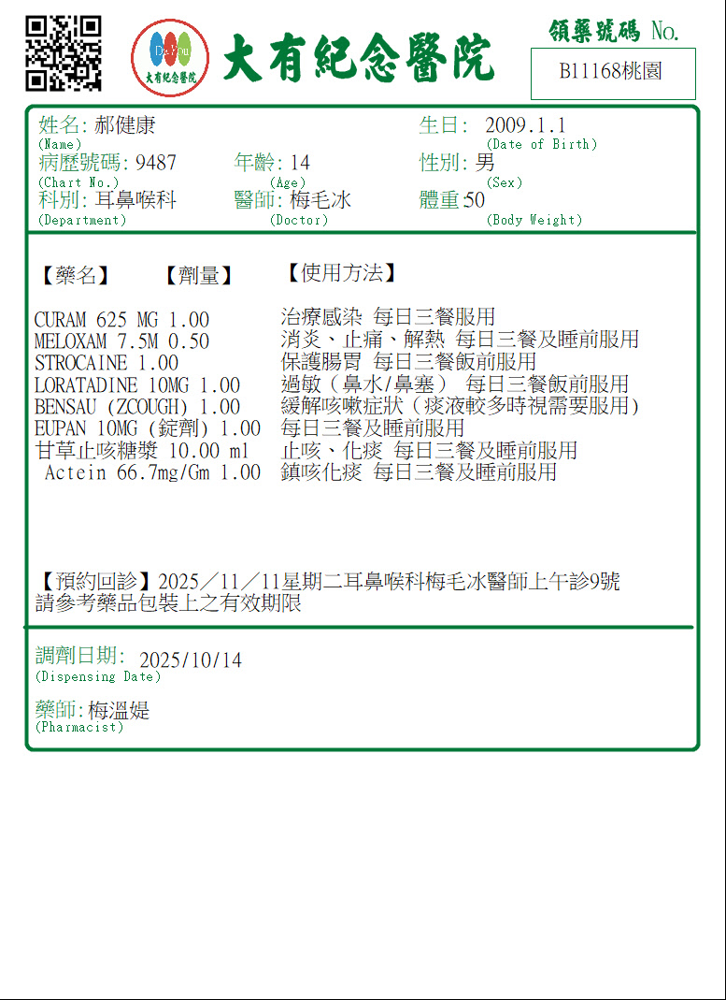 Da You
大有紀念醫院
大有紀念醫院
領藥號碼 No.
B11168桃園
姓名: 郝健康 生日: 2009.1.1
(Name) (Date of Birth)
病歷號碼: 9487 年齡: 14 性別: 男
(Chart No.) (Age) (Sex)
科別: 耳鼻喉科 醫師: 梅毛冰 體重 50
(Department) (Doctor) (Body Weight)
【藥名】 【劑量】 【使用方法】
CURAM 625 MG 1.00 治療感染 每日三餐服用
MELOXAM 7.5M 0.50 消炎、止痛、解熱 每日三餐及睡前服用
STROCAINE 1.00 保護腸胃 每日三餐飯前服用
LORATADINE 10MG 1.00 過敏（鼻水/鼻塞） 每日三餐飯前服用
BENSAU (ZCOUGH) 1.00 緩解咳嗽症狀（痰液較多時視需要服用)
EUPAN 10MG (錠劑) 1.00 每日三餐及睡前服用
甘草止咳糖漿 10.00 ml 止咳、化痰 每日三餐及睡前服用
Actein 66.7mg/Gm 1.00 鎮咳化痰 每日三餐及睡前服用
【預約回診】2025／11／11星期二耳鼻喉科梅毛冰醫師上午診9號
請參考藥品包裝上之有效期限
調劑日期: 2025/10/14
(Dispensing Date)
藥師: 梅溫媞
(Pharmacist)